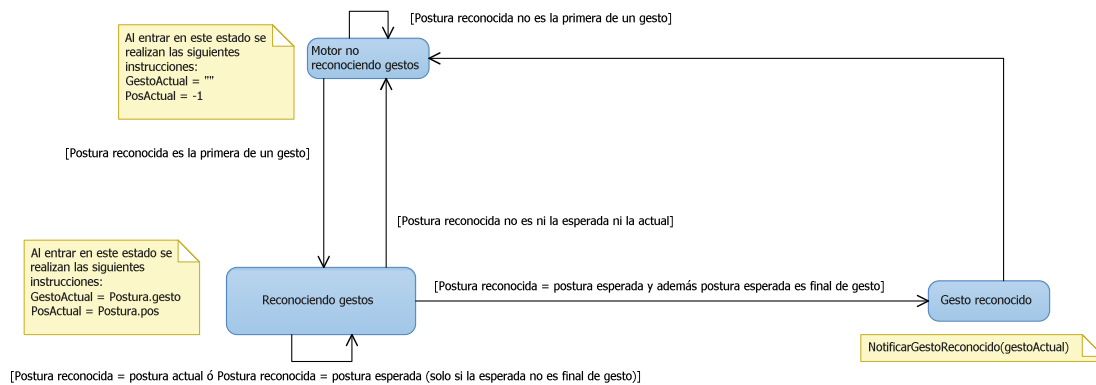 [Postura reconocida no es la primera de un gesto]
Al entrar en este estado se
realizan las siguientes
instrucciones:
GestoActual = ""
PosActual = -1
Motor no
reconociendo gestos
[Postura reconocida es la primera de un gesto]
[Postura reconocida no es ni la esperada ni la actual]
Al entrar en este estado se
realizan las siguientes
instrucciones:
GestoActual = Postura.gesto
PosActual = Postura.pos
Reconociendo gestos
[Postura reconocida = postura esperada y además postura esperada es final de gesto]
Gesto reconocido
NotificarGestoReconocido(gestoActual)
[Postura reconocida = postura actual ó Postura reconocida = postura esperada (solo si la esperada no es final de gesto)]